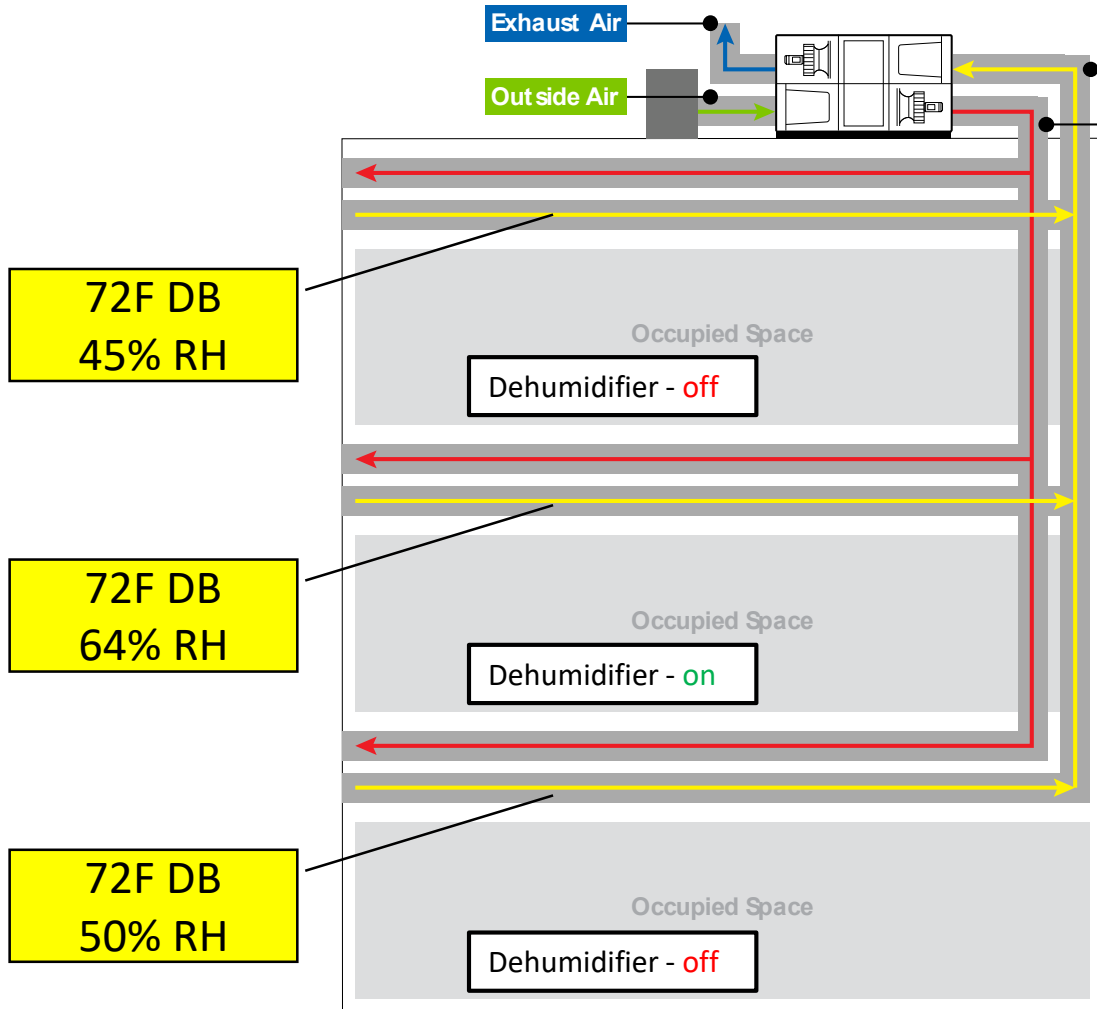 Exhaust Air
Outside Air
72F DB
45% RH
Occupied Space
Dehumidifier - off
72F DB
64% RH
Occupied Space
Dehumidifier - on
72F DB
50% RH
Occupied Space
Dehumidifier - off